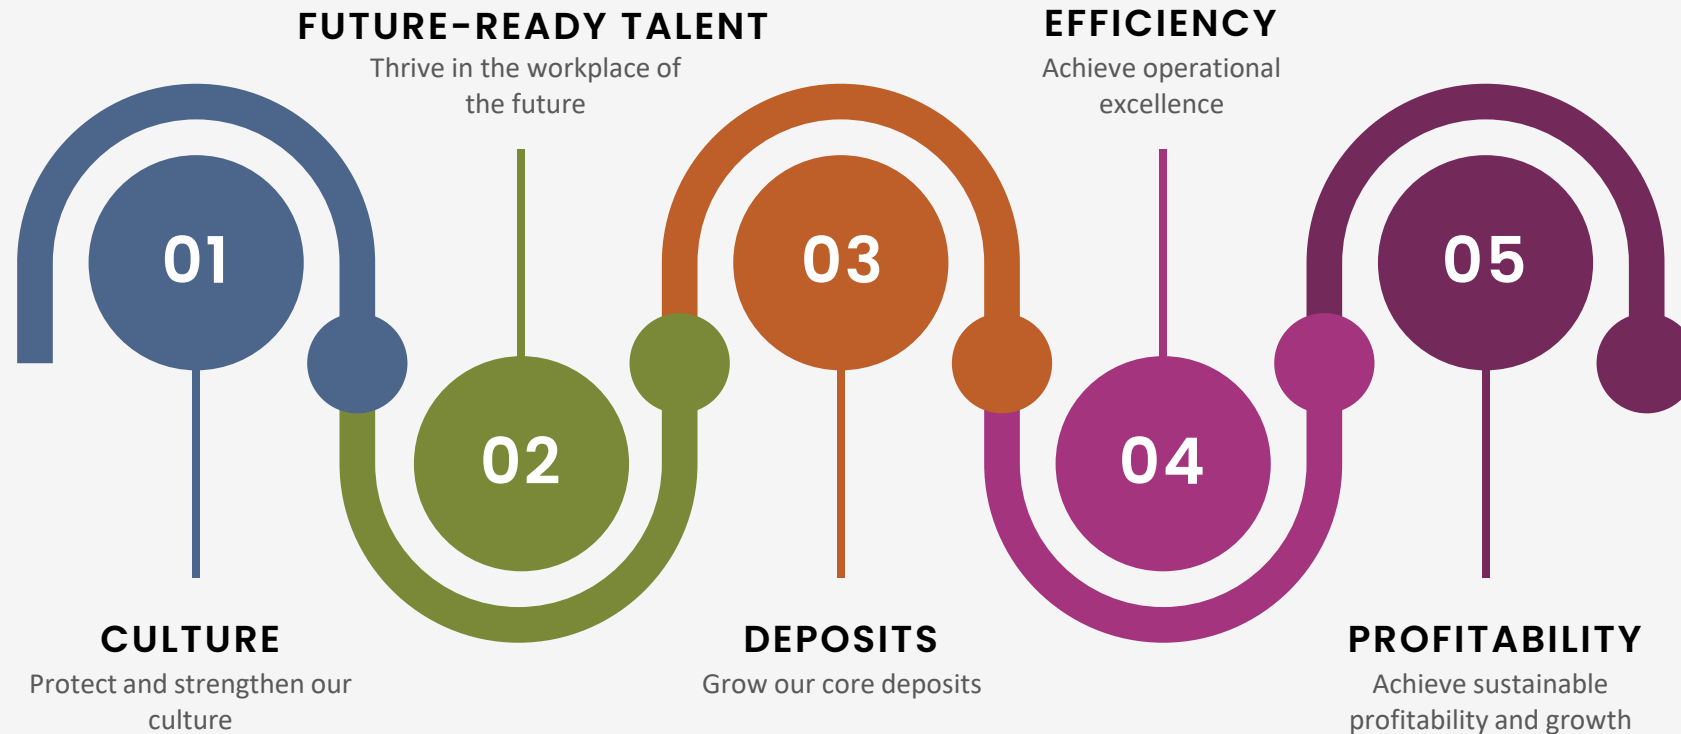 01
CULTURE
Protect and strengthen our
culture
FUTURE-READY TALENT
Thrive in the workplace of
the future
02
03
DEPOSITS
Grow our core deposits
EFFICIENCY
Achieve operational
excellence
04
05
PROFITABILITY
Achieve sustainable
profitability and growth